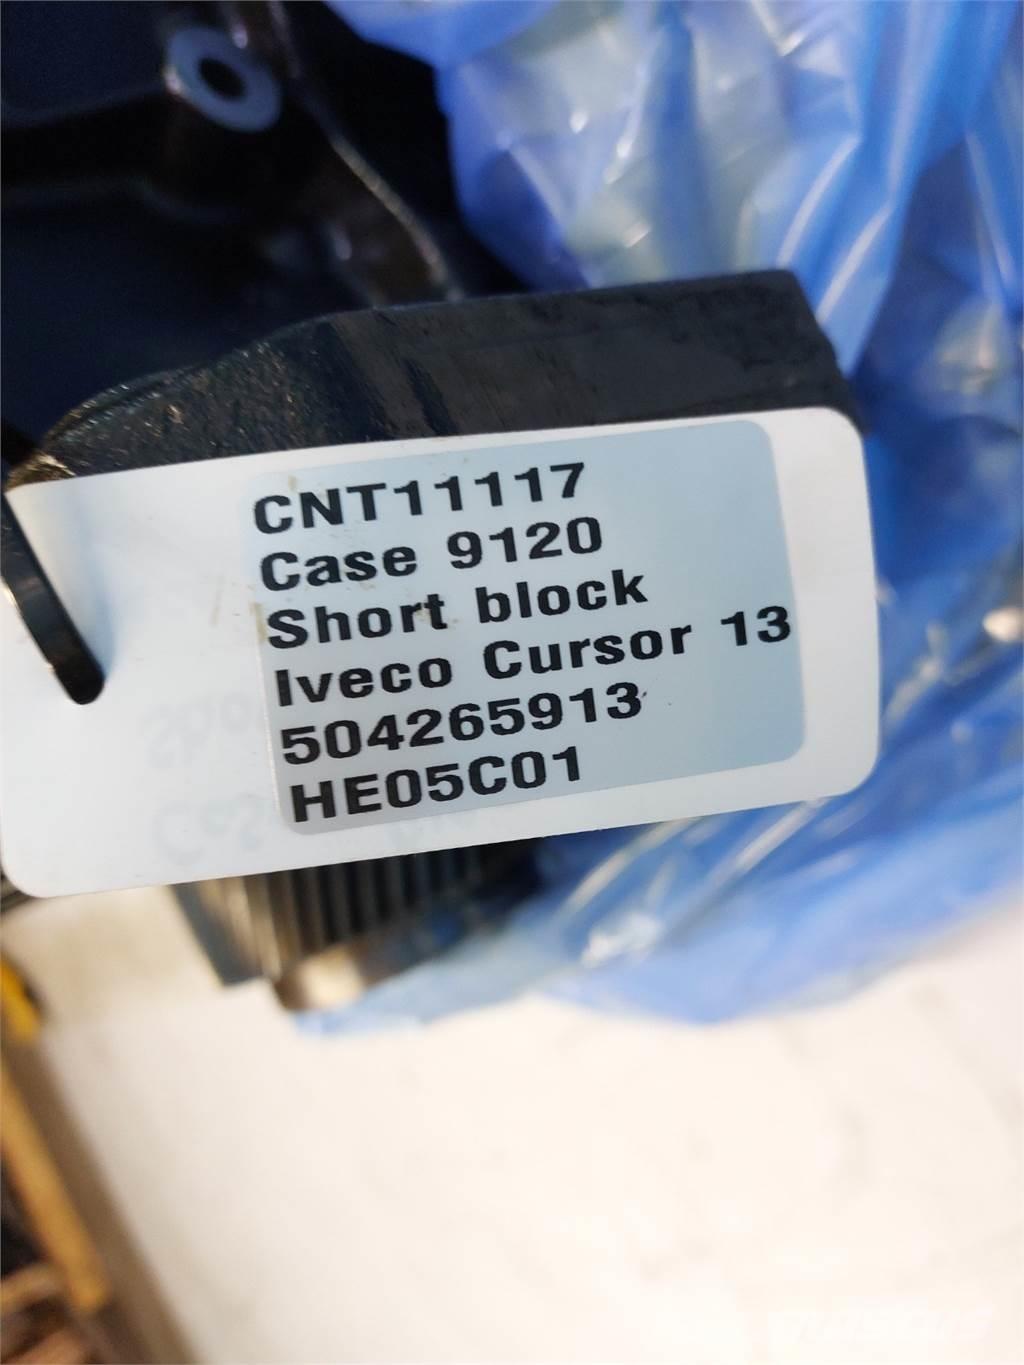 CNT11117
Case 9120
Short block
Iveco Cursor 13
504265913
HE05C01